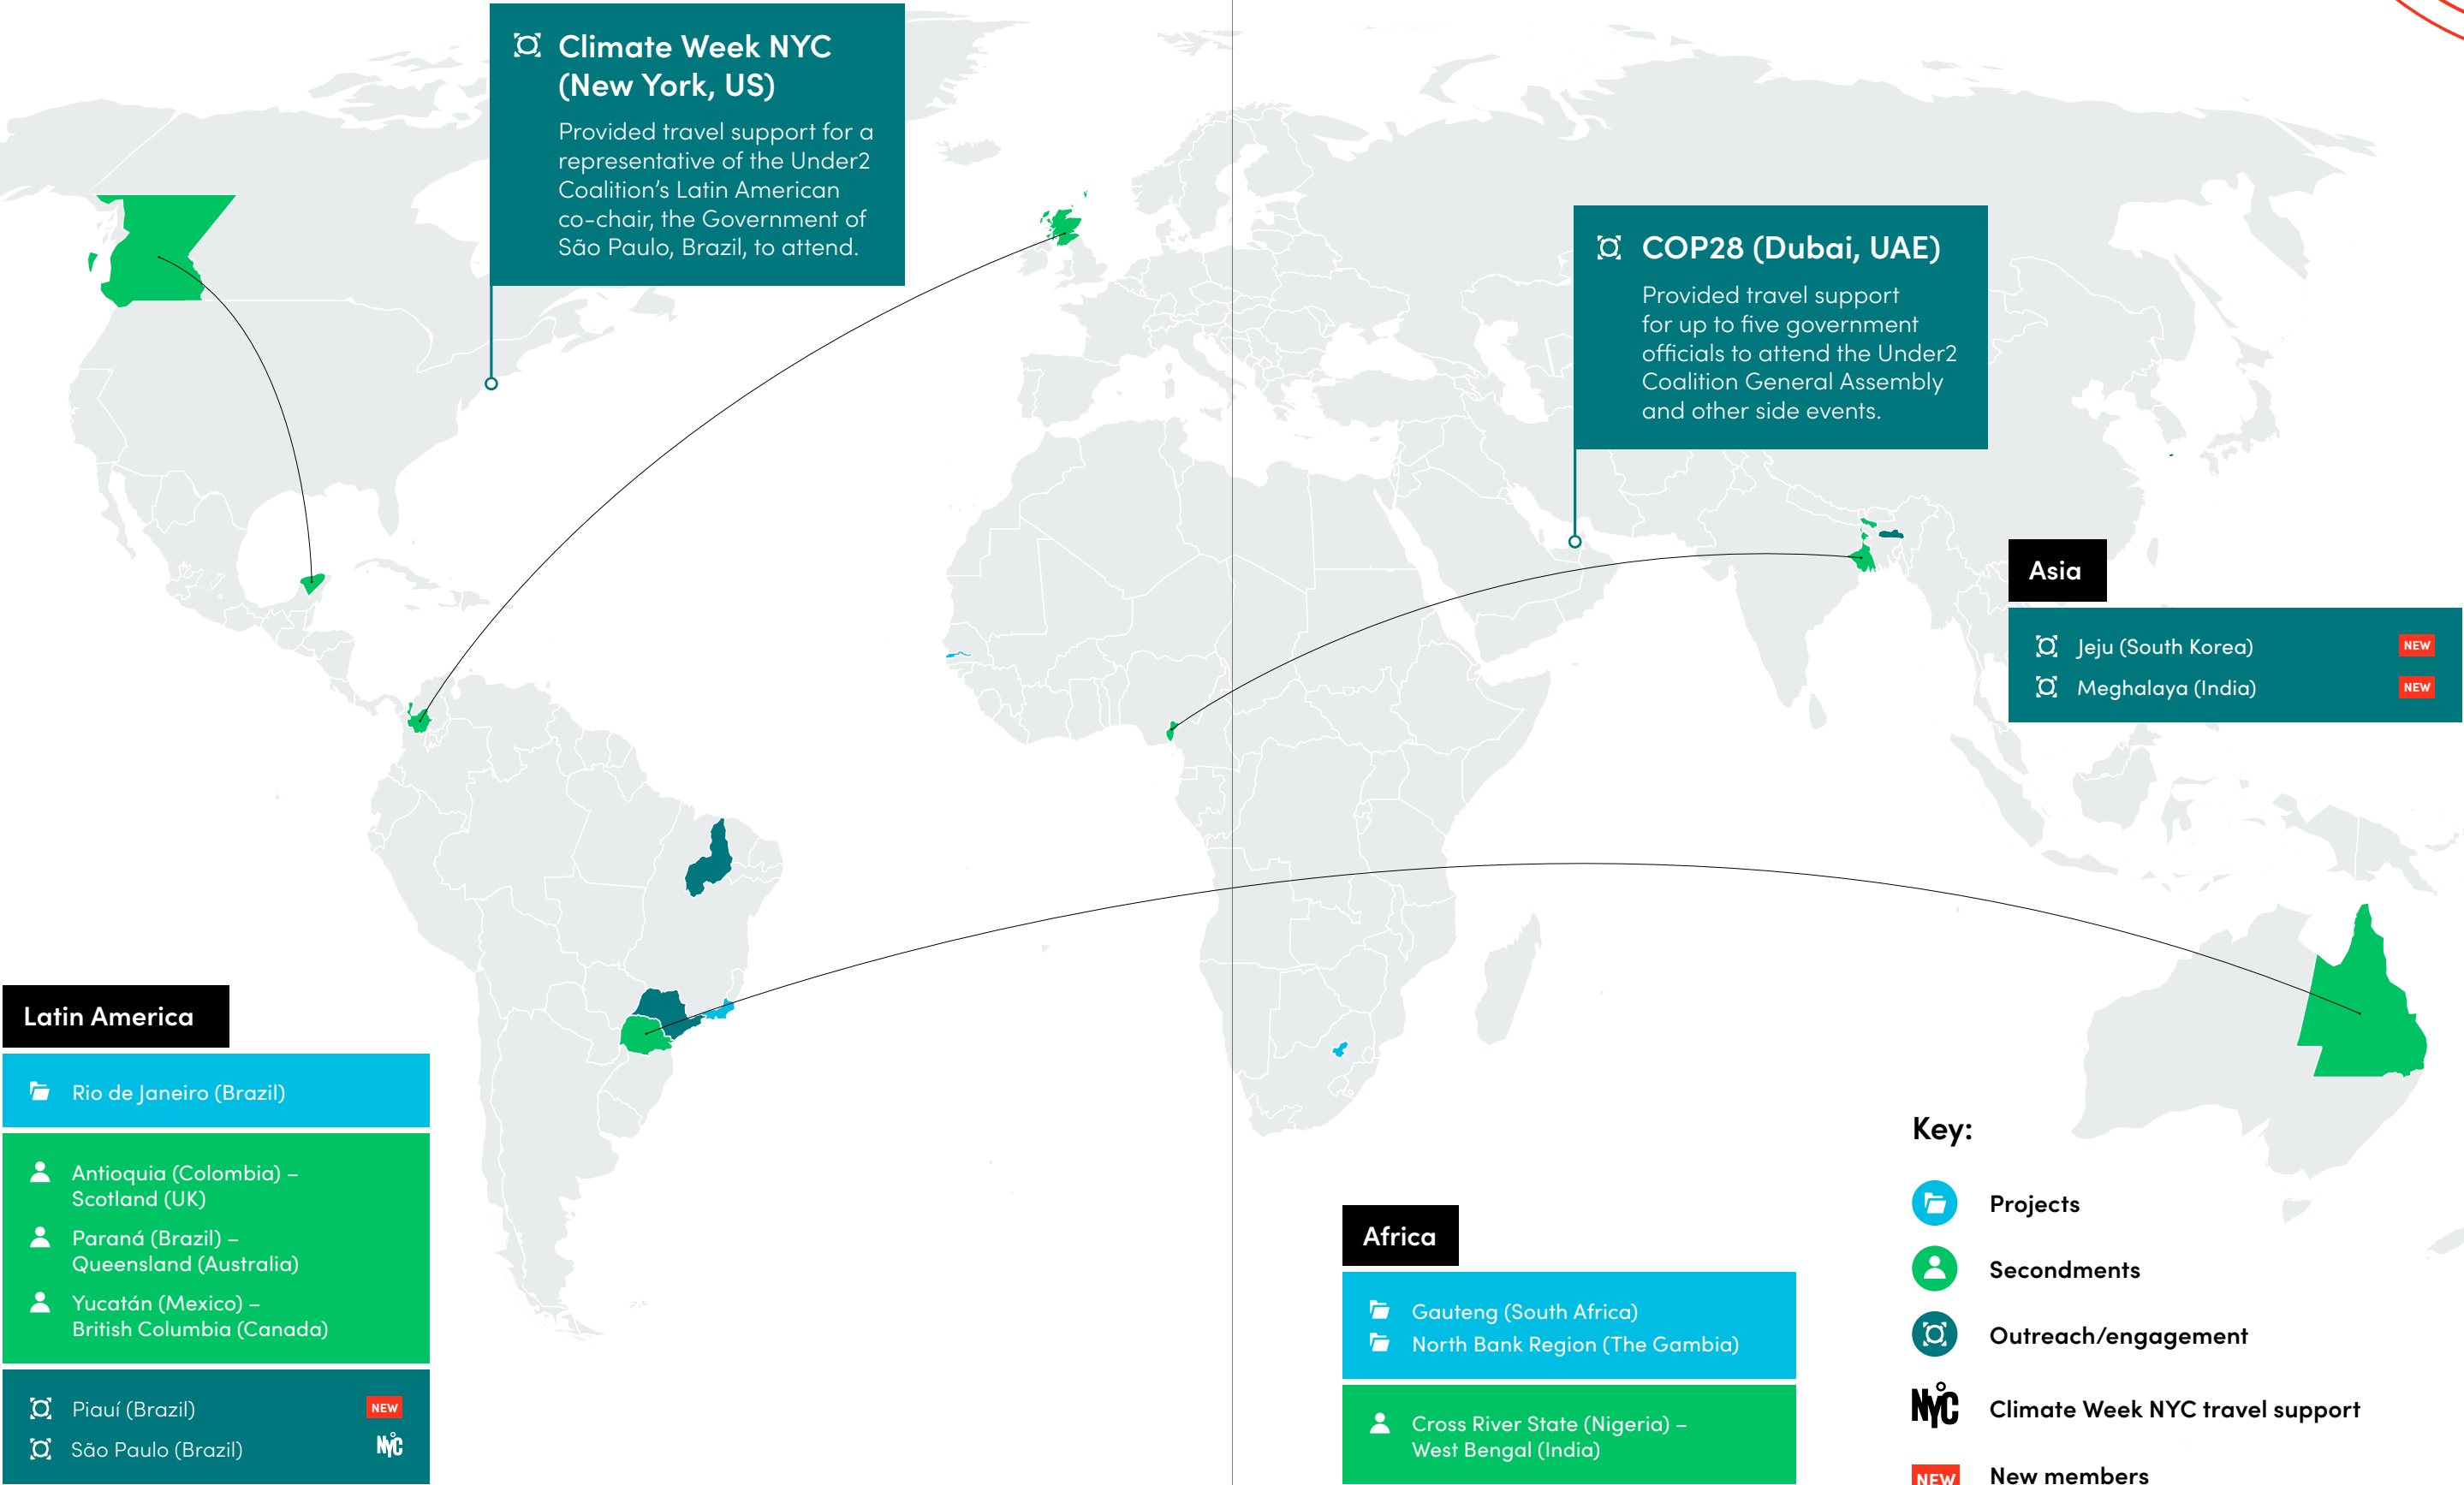 Climate Week NYC
(New York, US)
Provided travel support for a
representative of the Under2
Coalition's Latin American
co-chair, the Government of
São Paulo, Brazil, to attend.
COP28 (Dubai, UAE)
Provided travel support
for up to five government
officials to attend the Under2
Coalition General Assembly
and other side events.
Asia
Jeju (South Korea) NEW
Meghalaya (India) NEW
Latin America
Rio de Janeiro (Brazil)
Antioquia (Colombia) –
Scotland (UK)
Paraná (Brazil) –
Queensland (Australia)
Yucatán (Mexico) –
British Columbia (Canada)
Piauí (Brazil) NEW
São Paulo (Brazil) NYC
Africa
Gauteng (South Africa)
North Bank Region (The Gambia)
Cross River State (Nigeria) –
West Bengal (India)
Key:
Projects
Secondments
Outreach/engagement
NYC Climate Week NYC travel support
NEW New members